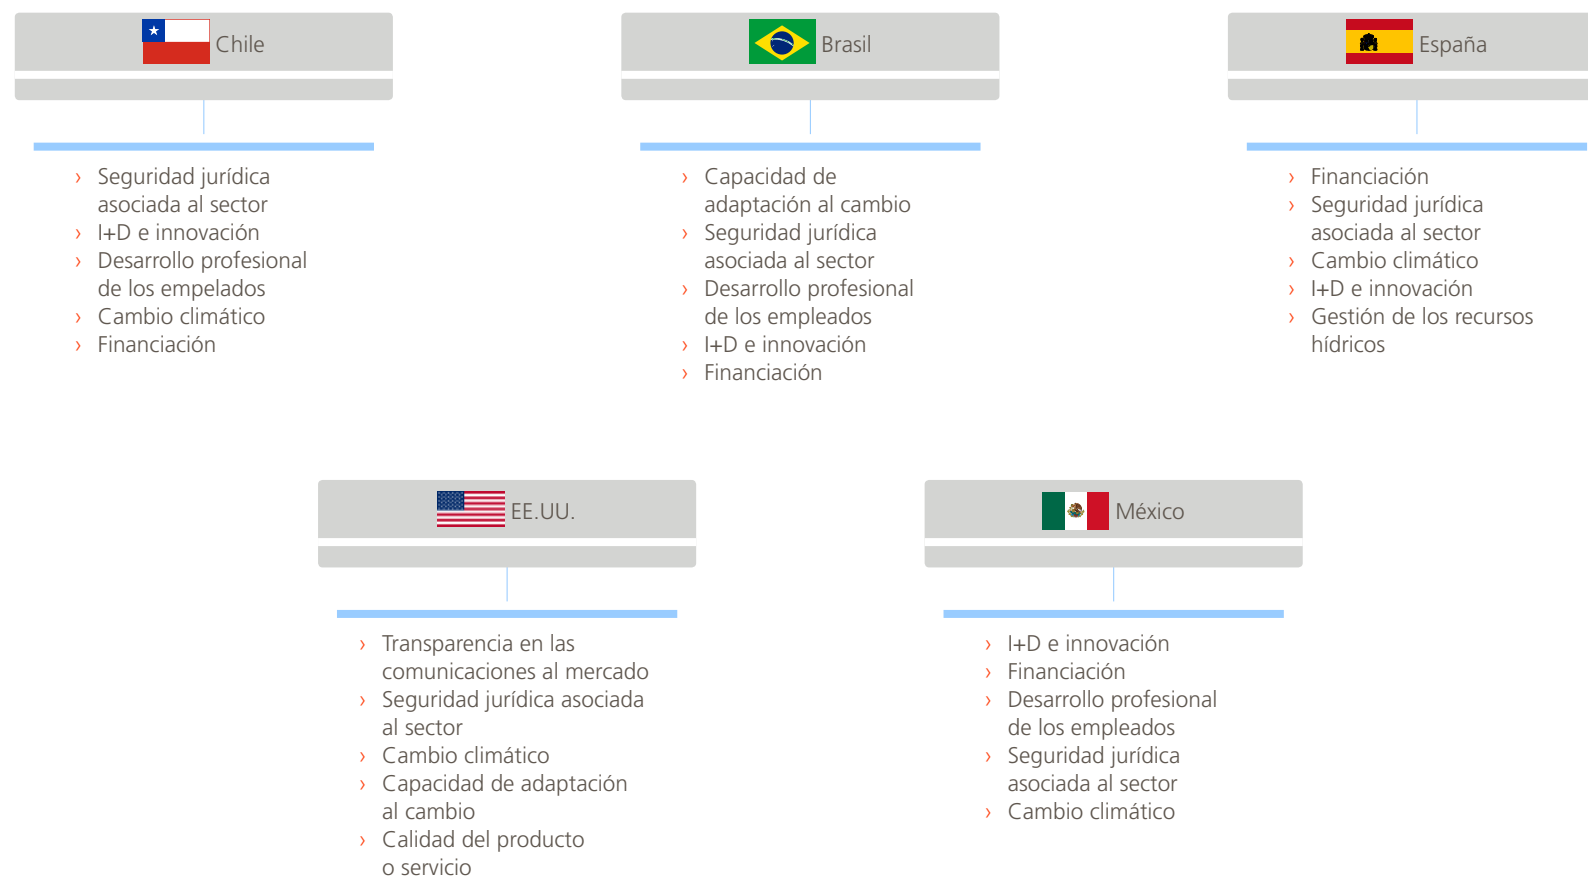 Chile
› Seguridad jurídica
asociada al sector
› I+D e innovación
› Desarrollo profesional
de los empelados
› Cambio climático
› Financiación
Brasil
› Capacidad de
adaptación al cambio
› Seguridad jurídica
asociada al sector
› Desarrollo profesional
de los empleados
› I+D e innovación
› Financiación
España
› Financiación
› Seguridad jurídica
asociada al sector
› Cambio climático
› I+D e innovación
› Gestión de los recursos
hídricos
EE.UU.
› Transparencia en las
comunicaciones al mercado
› Seguridad jurídica asociada
al sector
› Cambio climático
› Capacidad de adaptación
al cambio
› Calidad del producto
o servicio
México
› I+D e innovación
› Financiación
› Desarrollo profesional
de los empleados
› Seguridad jurídica
asociada al sector
› Cambio climático